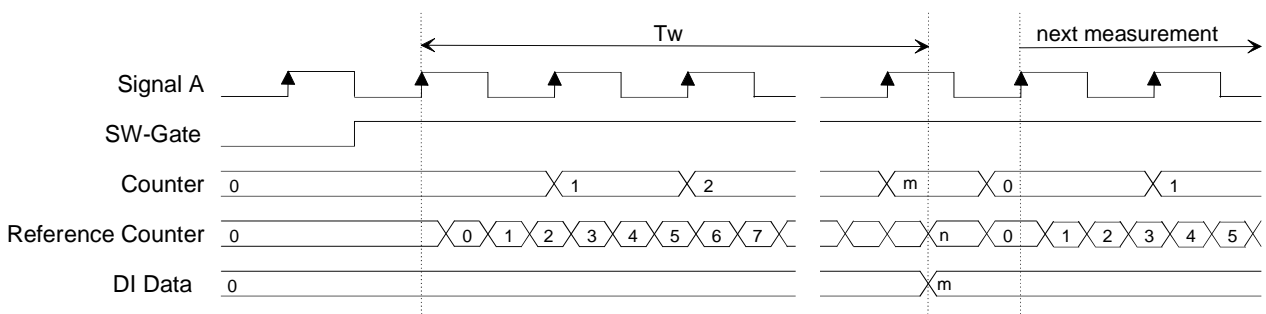 Tw next measurement
Signal A
SW-Gate
Counter 0 1 2 m 0 1
Reference Counter 0 0 1 2 3 4 5 6 7 n 0 1 2 3 4 5
DI Data 0 m